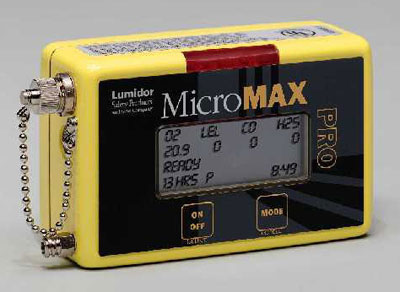 Lumidor
Safety Products
MicroMAX
PRO
O2 LEL CO H2S
20.9 0 0 0
READY
13 HRS P 8:49
ON
OFF
MODE